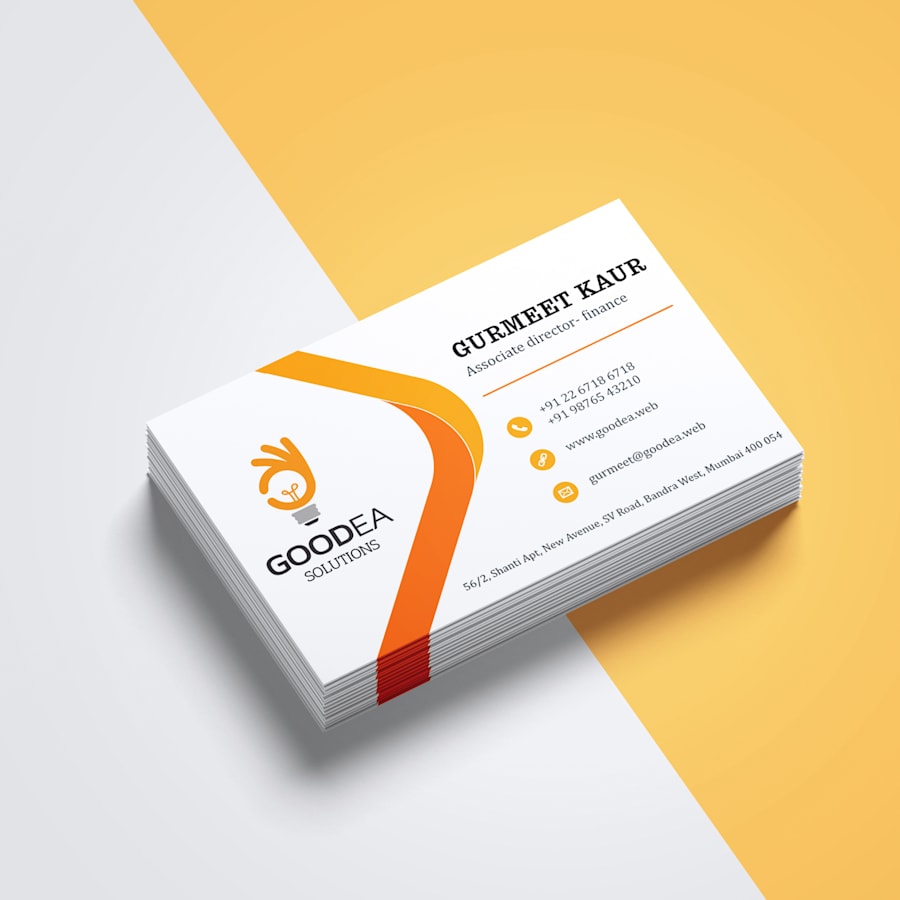 GURMEET KAUR
Associate director- finance
+91 22 6718 6718
+91 98765 43210
www.goodea.web
gurmeet@goodea.web
56/2, Shanti Apt, New Avenue, SV Road, Bandra West, Mumbai 400 054
GOODEA
SOLUTIONS